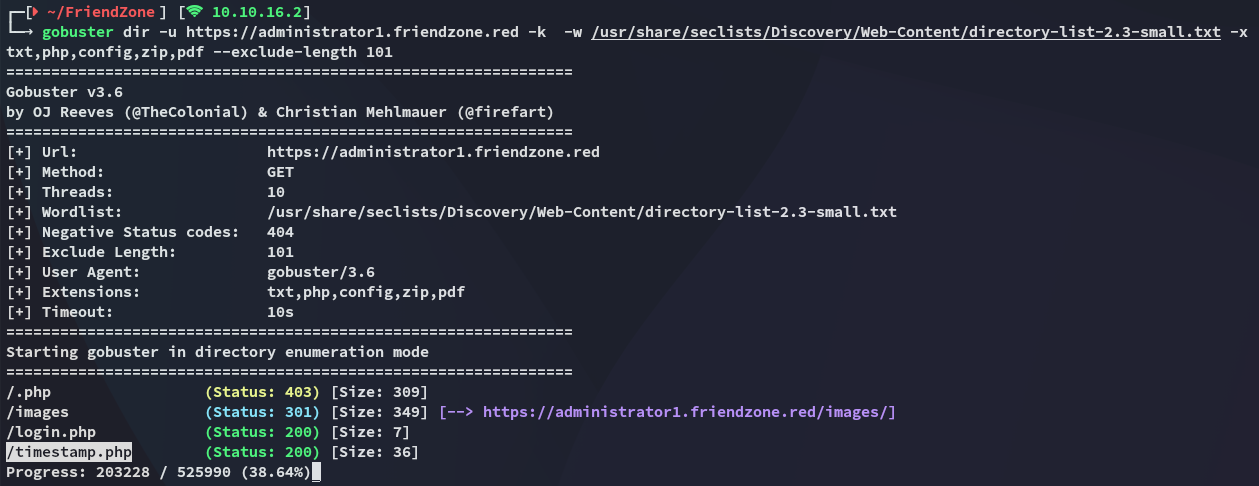 [ ~/FriendZone ] [ 10.10.16.2]
gobuster dir -u https://administrator1.friendzone.red -k  -w /usr/share/seclists/Discovery/Web-Content/directory-list-2.3-small.txt -x
txt,php,config,zip,pdf --exclude-length 101
===============================================================
Gobuster v3.6
by OJ Reeves (@TheColonial) & Christian Mehlmauer (@firefart)
===============================================================
[+] Url:                     https://administrator1.friendzone.red
[+] Method:                  GET
[+] Threads:                 10
[+] Wordlist:                /usr/share/seclists/Discovery/Web-Content/directory-list-2.3-small.txt
[+] Negative Status codes:   404
[+] Exclude Length:          101
[+] User Agent:              gobuster/3.6
[+] Extensions:              txt,php,config,zip,pdf
[+] Timeout:                 10s
===============================================================
Starting gobuster in directory enumeration mode
===============================================================
/.php                 (Status: 403) [Size: 309]
/images               (Status: 301) [Size: 349] [--> https://administrator1.friendzone.red/images/]
/login.php            (Status: 200) [Size: 7]
/timestamp.php        (Status: 200) [Size: 36]
Progress: 203228 / 525990 (38.64%)